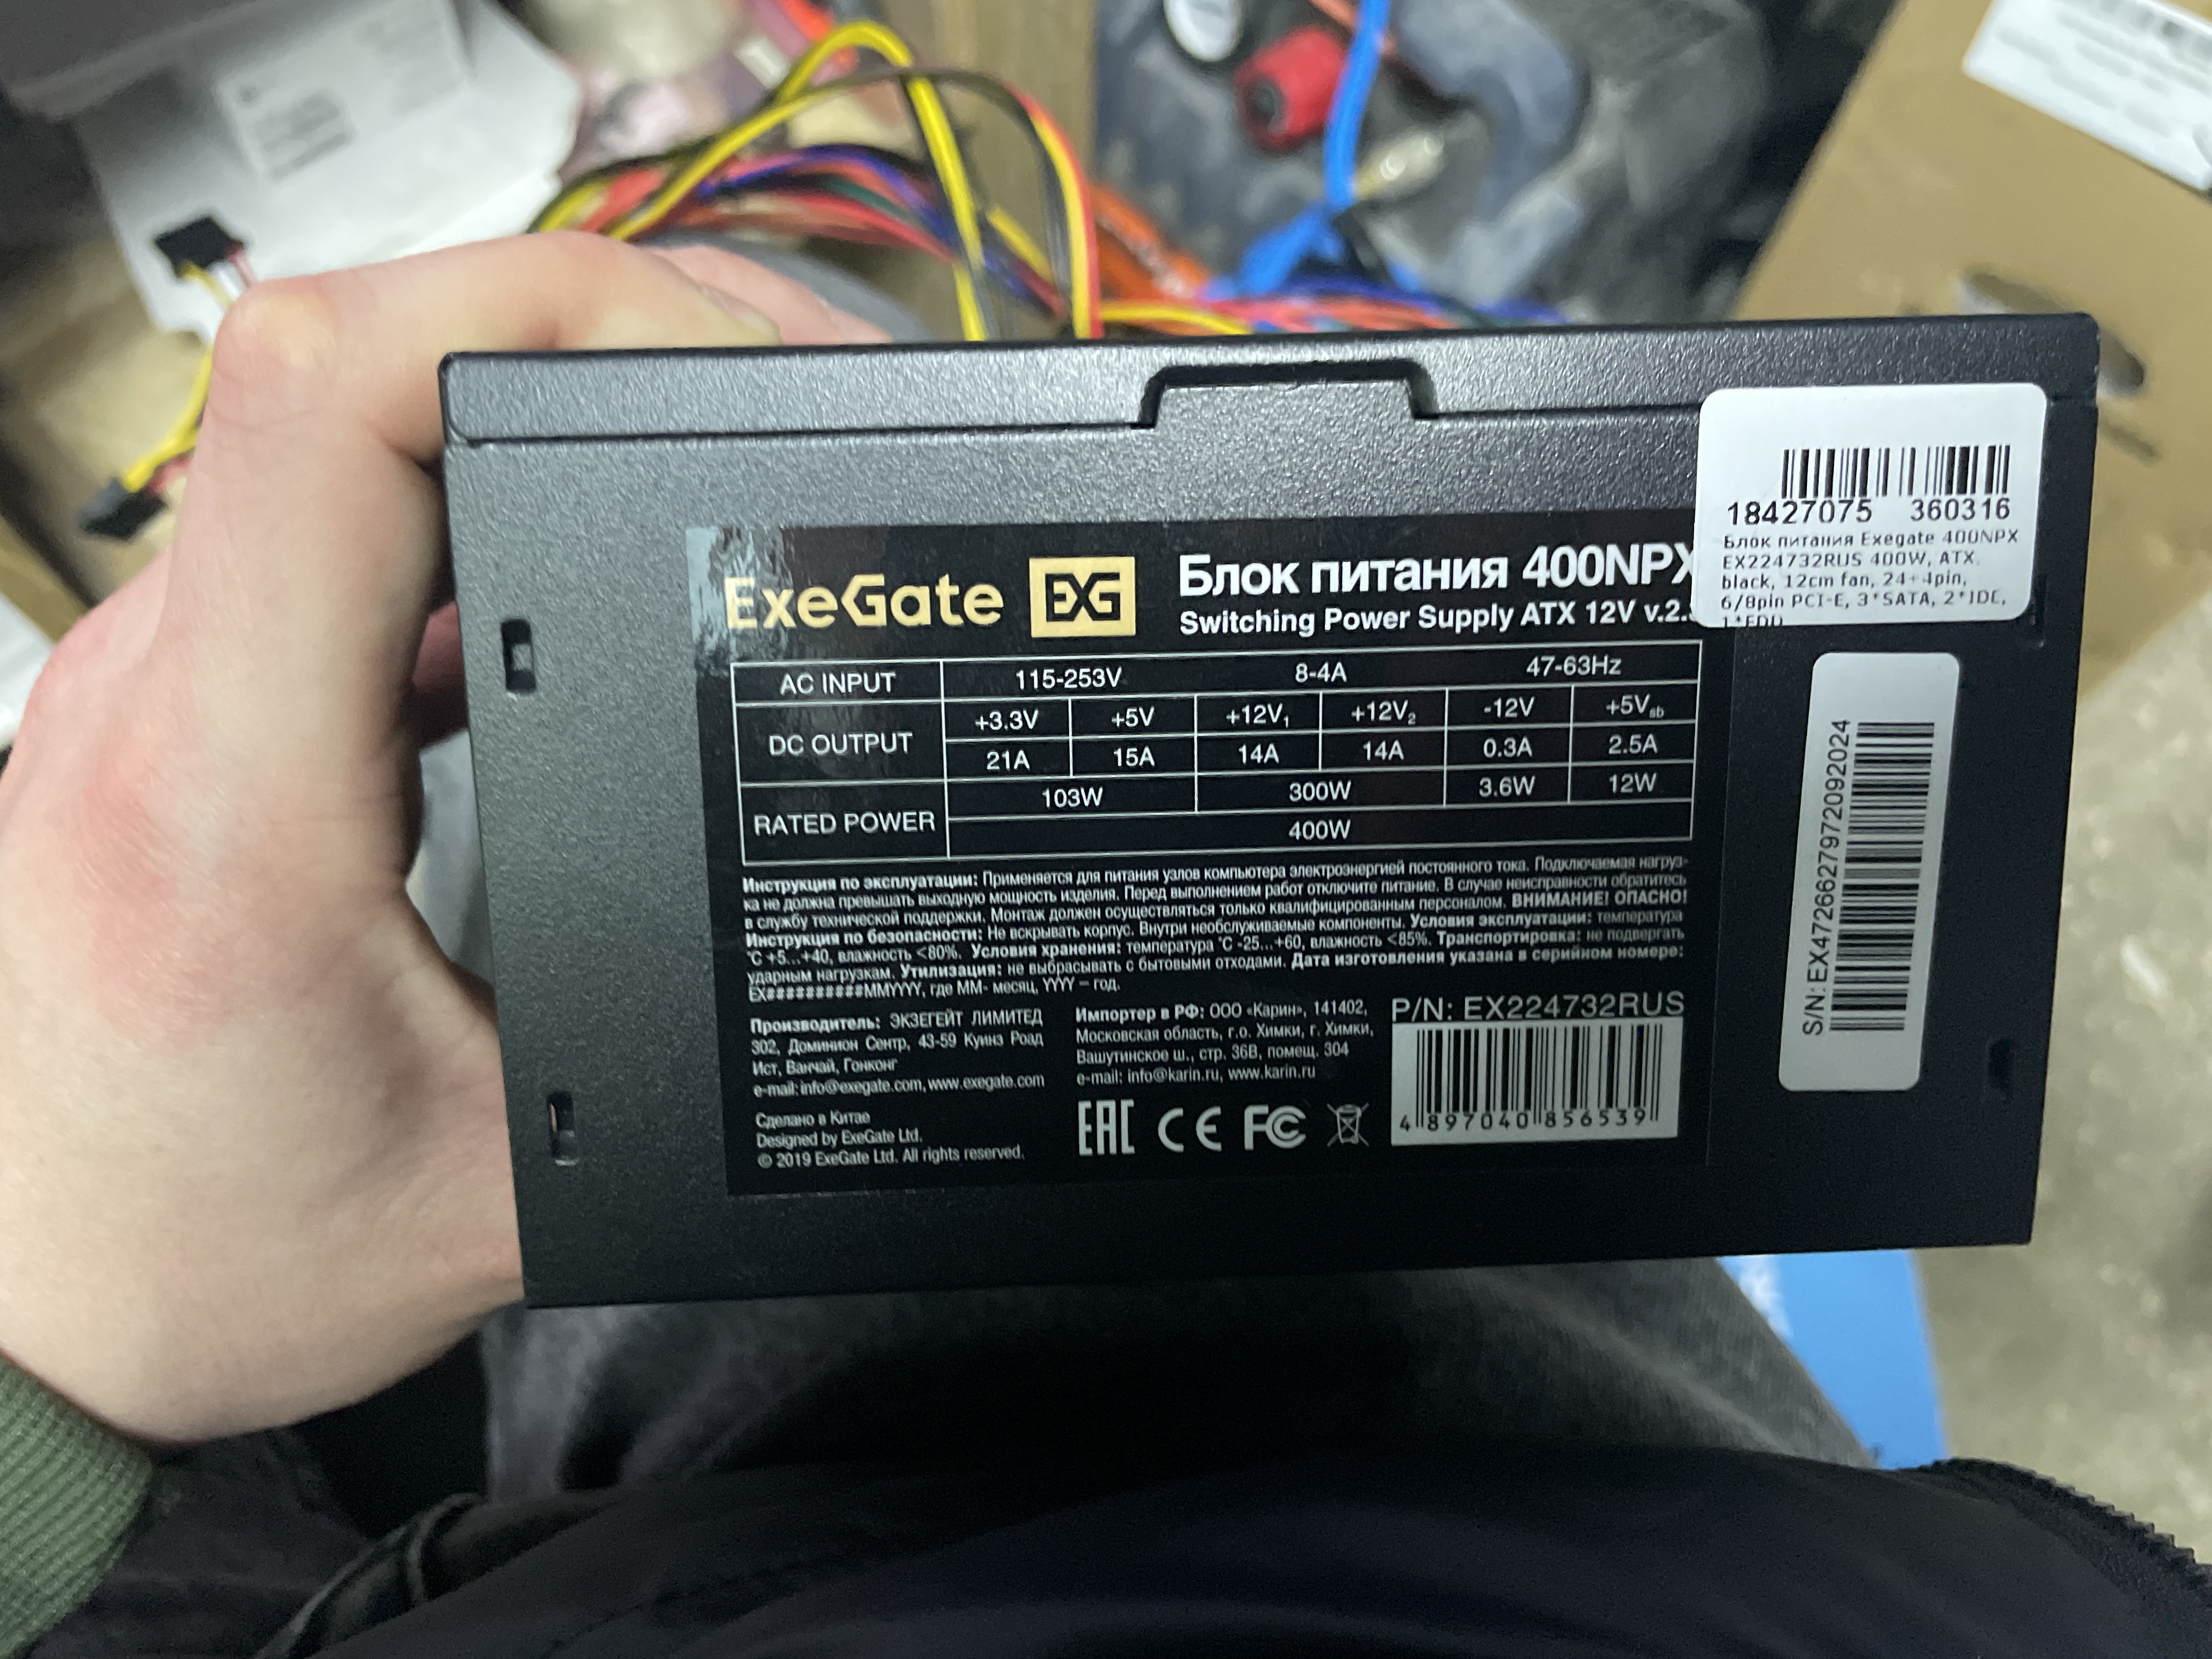 18427075 360316
Блок питания Exegate 400NPX
EX224732RUS 400W, ATX,
black, 12cm fan, 24+4pin,
6/8pin PCI-E, 3*SATA, 2*IDE,
ExeGate EXG
Блок питания 400NPX
Switching Power Supply ATX 12V v.2.
AC INPUT 115-253V 8-4A 47-63Hz
DC OUTPUT +3.3V +5V +12V₁ +12V₂ -12V +5Vsb
21A 15A 14A 14A 0.3A 2.5A
RATED POWER 103W 300W 3.6W 12W
400W
Инструкция по эксплуатации: Применяется для питания узлов компьютера электроэнергией постоянного тока. Подключаемая нагруз-
ка не должна превышать выходную мощность изделия. Перед выполнением работ отключите питание. В случае неисправности обратитесь
в службу технической поддержки. Монтаж должен осуществляться только квалифицированным персоналом. ВНИМАНИЕ! ОПАСНО!
Инструкция по безопасности: Не вскрывать корпус. Внутри необслуживаемые компоненты. Условия эксплуатации: температура
°C +5...+40, влажность <80%. Условия хранения: температура °C -25...+60, влажность <85%. Транспортировка: не подвергать
ударным нагрузкам. Утилизация: не выбрасывать с бытовыми отходами. Дата изготовления указана в серийном номере:
EX##########MMYYYY, где MM- месяц, YYYY – год.
Производитель: ЭКЗЕГЕЙТ ЛИМИТЕД
302, Доминион Сентр, 43-59 Куинз Роад
Ист, Ванчай, Гонконг
e-mail: info@exegate.com, www.exegate.com
Сделано в Китае
Designed by ExeGate Ltd.
© 2019 ExeGate Ltd. All rights reserved.
Импортер в РФ: ООО «Карин», 141402,
Московская область, г.о. Химки, г. Химки,
Вашутинское ш., стр. 36В, помещ. 304
e-mail: info@karin.ru, www.karin.ru
EAC CE FC
P/N: EX224732RUS
4 897040 856539
S/N: EX4726627972092024